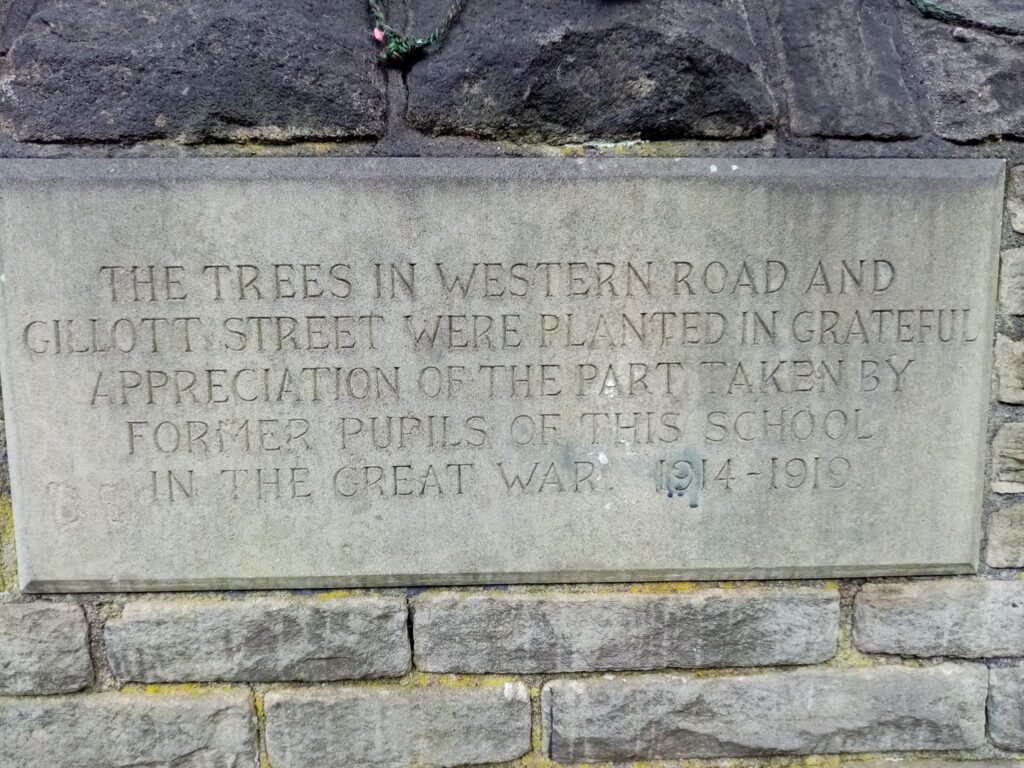 THE TREES IN WESTERN ROAD AND
GILLOTT STREET WERE PLANTED IN GRATEFUL
APPRECIATION OF THE PART TAKEN BY
FORMER PUPILS OF THIS SCHOOL
IN THE GREAT WAR. 1914-1919